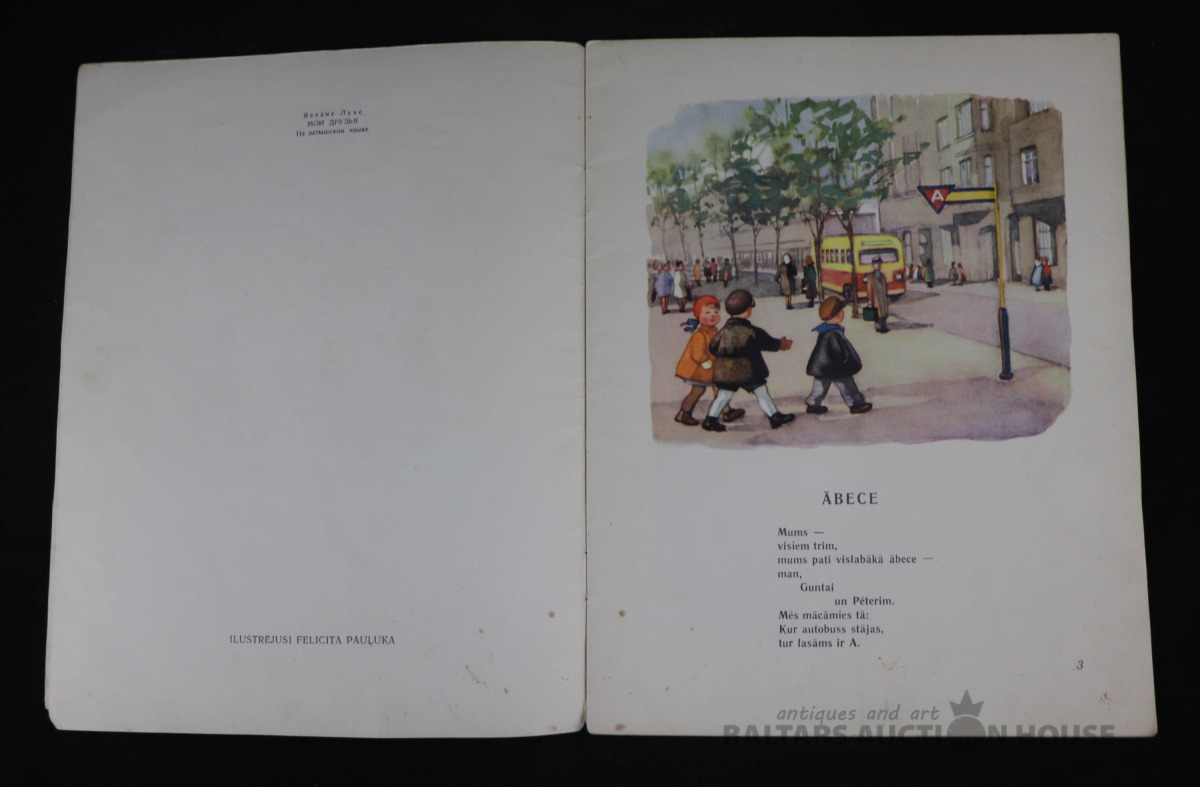 Валдис Лукс
МОИ ДРУЗЬЯ
На латышском языке
ILUSTRĒJUSI FELICITA PAUĻUKA
A
ĀBECE
Mums —
visiem trim,
mums pati vislabākā ābece —
man,
Guntai
un Pēterim.
Mēs mācāmies tā:
Kur autobuss stājas,
tur lasāms ir A.
3
antiques and art
BALTARS AUCTION HOUSE